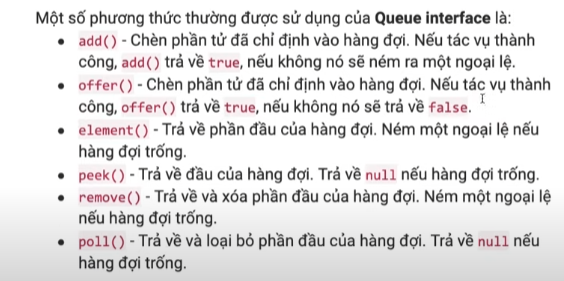 Một số phương thức thường được sử dụng của Queue interface là:
• add() - Chèn phần tử đã chỉ định vào hàng đợi. Nếu tác vụ thành
công, add() trả về true, nếu không nó sẽ ném ra một ngoại lệ.
• offer() - Chèn phần tử đã chỉ định vào hàng đợi. Nếu tác vụ thành
công, offer() trả về true, nếu không nó sẽ trả về false.
• element() - Trả về phần đầu của hàng đợi. Ném một ngoại lệ nếu
hàng đợi trống.
• peek() - Trả về đầu của hàng đợi. Trả về null nếu hàng đợi trống.
• remove() - Trả về và xóa phần đầu của hàng đợi. Ném một ngoại lệ
nếu hàng đợi trống.
• poll() - Trả về và loại bỏ phần đầu của hàng đợi. Trả về null nếu
hàng đợi trống.